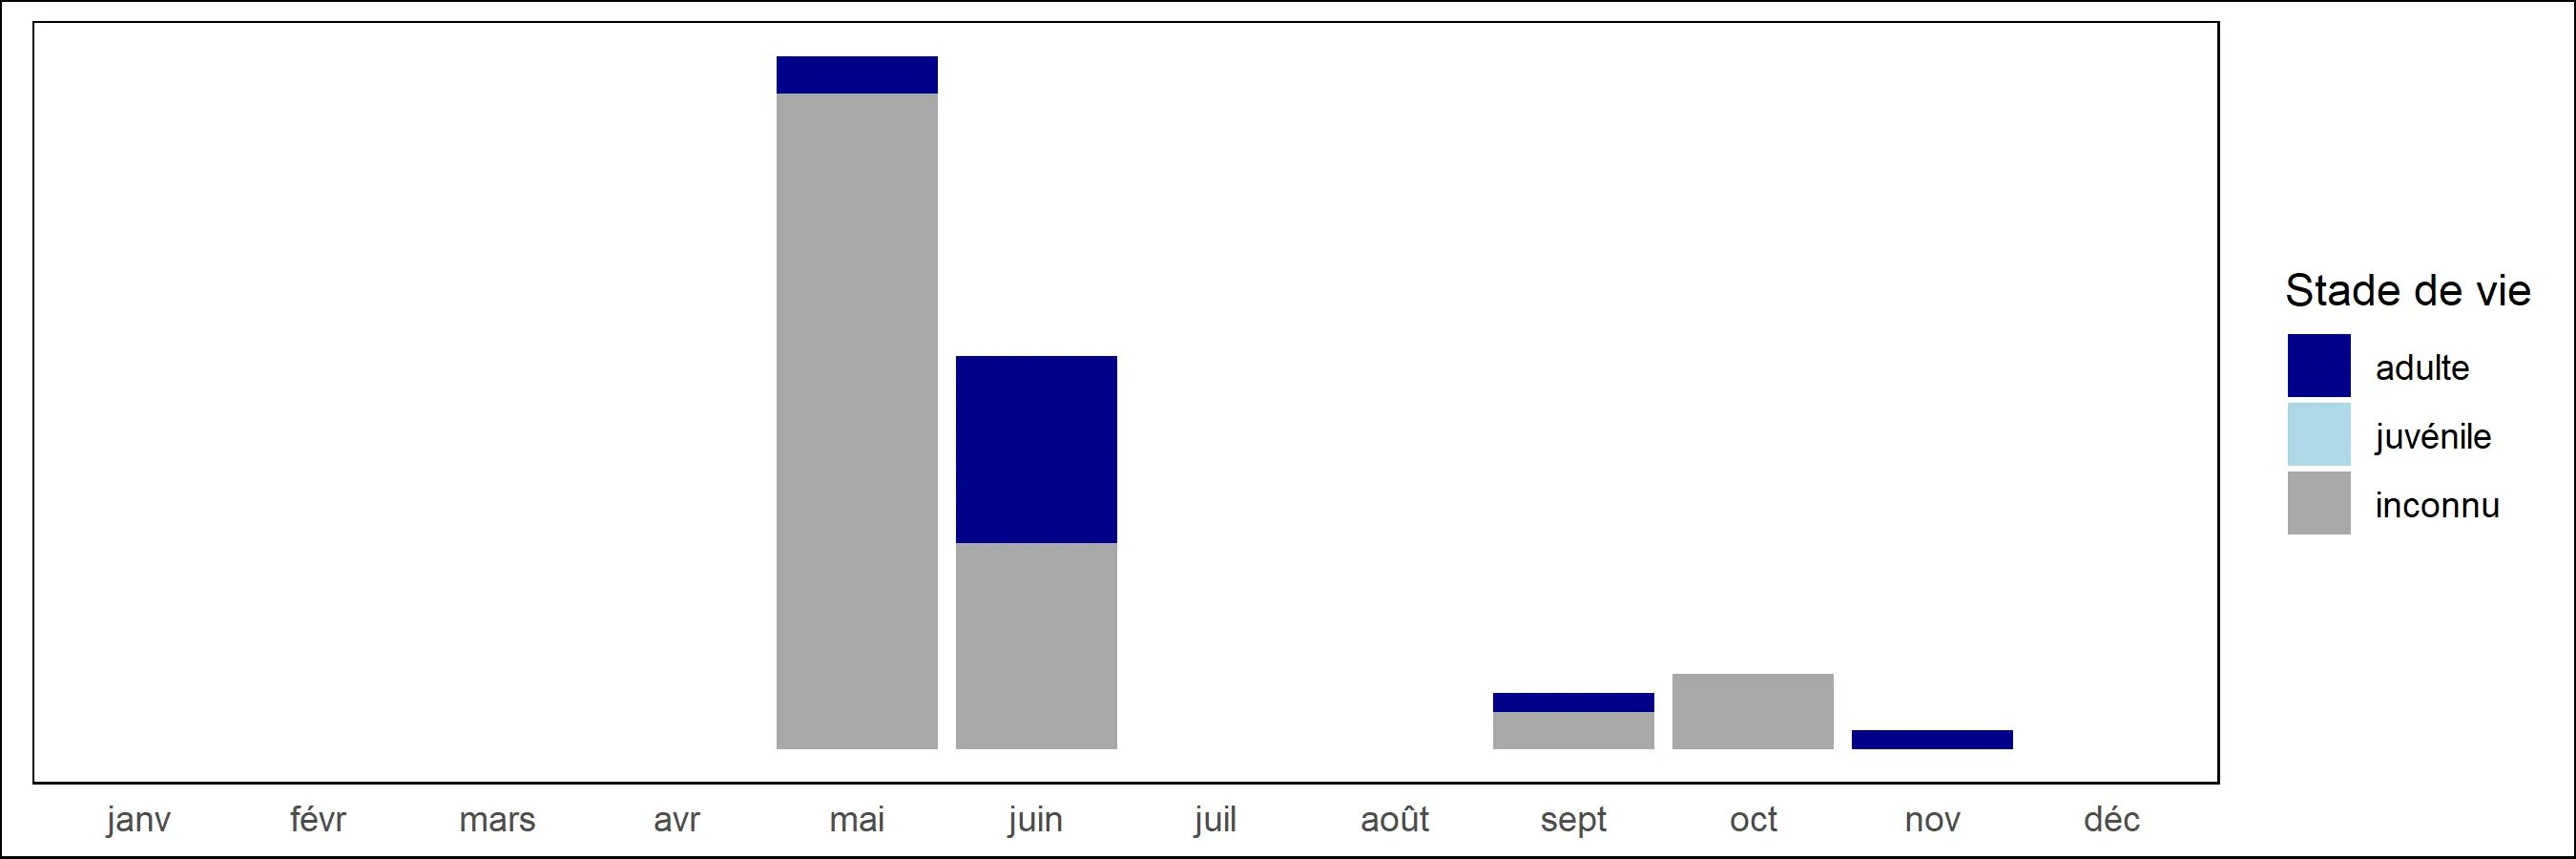 Stade de vie
adulte
juvénile
inconnu
janv févr mars avr mai juin juil août sept oct nov déc